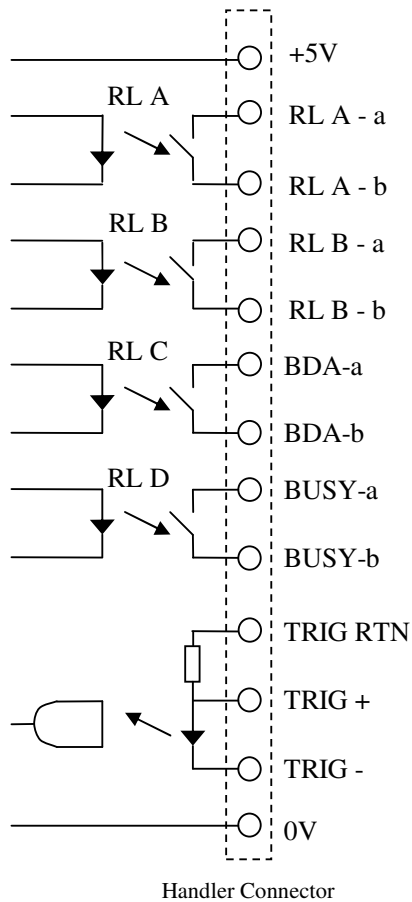 +5V
RL A
RL A - a
RL A - b
RL B
RL B - a
RL B - b
RL C
BDA-a
BDA-b
RL D
BUSY-a
BUSY-b
TRIG RTN
TRIG +
TRIG -
0V
Handler Connector